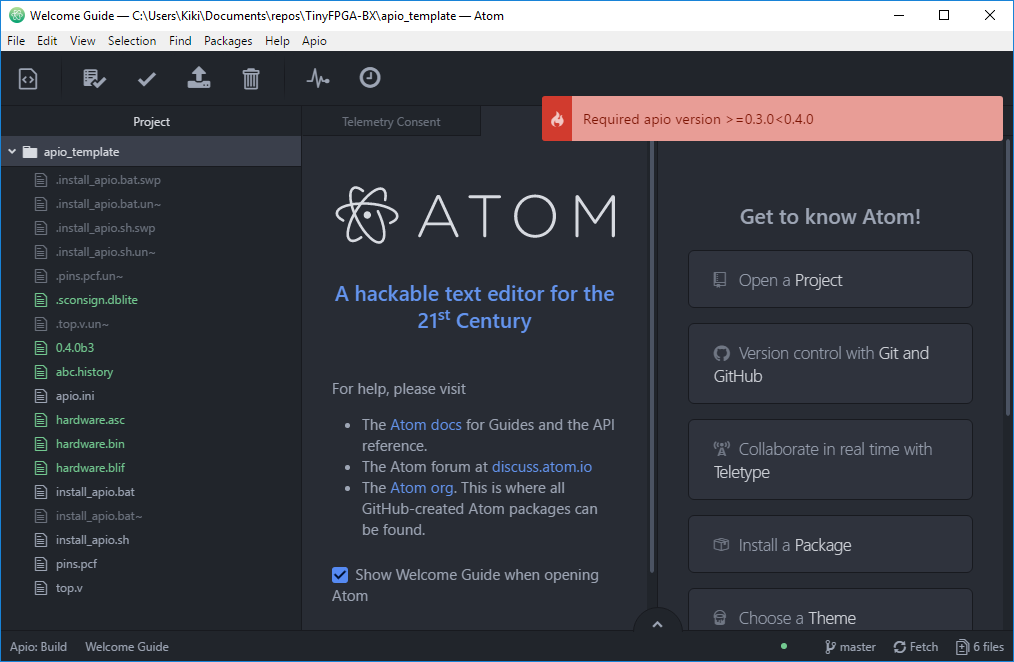 Welcome Guide — C:\Users\Kiki\Documents\repos\TinyFPGA-BX\apio_template — Atom
File Edit View Selection Find Packages Help Apio
Project
apio_template
.install_apio.bat.swp
.install_apio.bat.un~
.install_apio.sh.swp
.install_apio.sh.un~
.pins.pcf.un~
.sconsign.dblite
.top.v.un~
0.4.0b3
abc.history
apio.ini
hardware.asc
hardware.bin
hardware.blif
install_apio.bat
install_apio.bat~
install_apio.sh
pins.pcf
top.v
Telemetry Consent
Required apio version >=0.3.0<0.4.0
ATOM
A hackable text editor for the
21st Century
For help, please visit
• The Atom docs for Guides and the API
reference.
• The Atom forum at discuss.atom.io
• The Atom org. This is where all
GitHub-created Atom packages can
be found.
Show Welcome Guide when opening
Atom
Get to know Atom!
Open a Project
Version control with Git and
GitHub
Collaborate in real time with
Teletype
Install a Package
Choose a Theme
Apio: Build Welcome Guide master Fetch 6 files